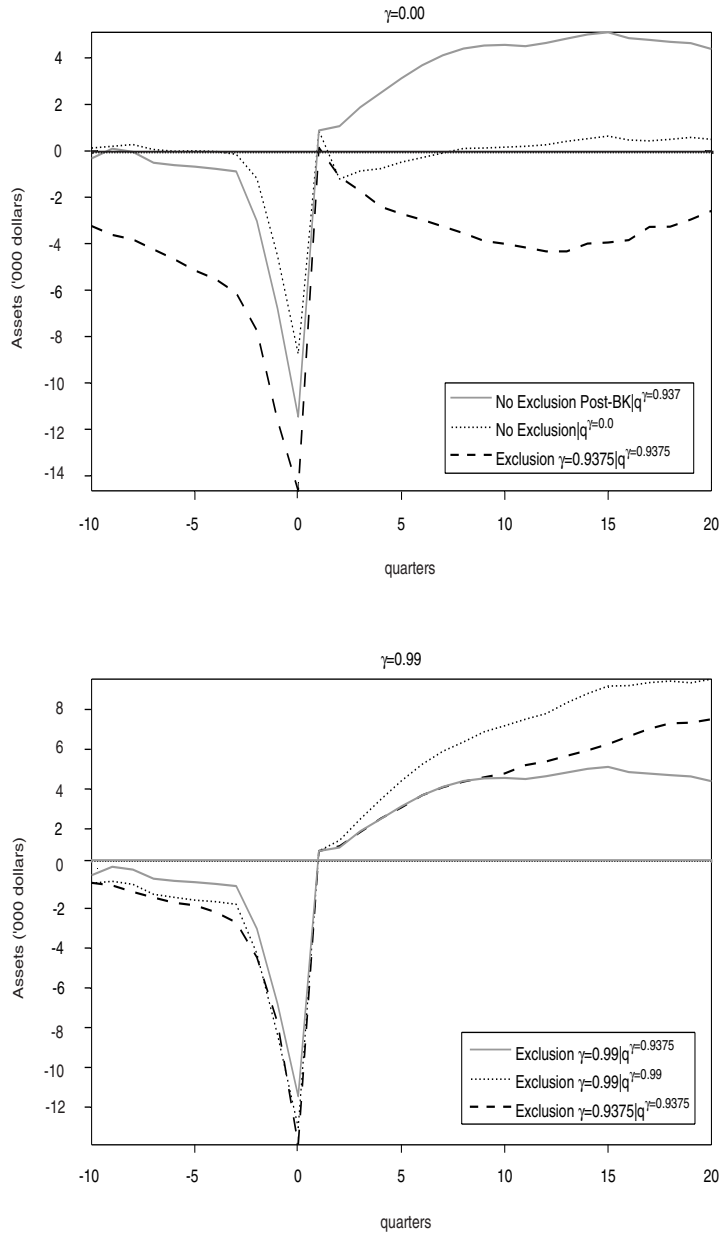 γ=0.00
4
2
0
-2
-4
-6
-8
-10
-12
-14
Assets ('000 dollars)
No Exclusion Post-BK|q^γ=0.937
No Exclusion|q^γ=0.0
Exclusion γ=0.9375|q^γ=0.9375
-10 -5 0 5 10 15 20
quarters
γ=0.99
8
6
4
2
0
-2
-4
-6
-8
-10
-12
Assets ('000 dollars)
Exclusion γ=0.99|q^γ=0.9375
Exclusion γ=0.99|q^γ=0.99
Exclusion γ=0.9375|q^γ=0.9375
-10 -5 0 5 10 15 20
quarters